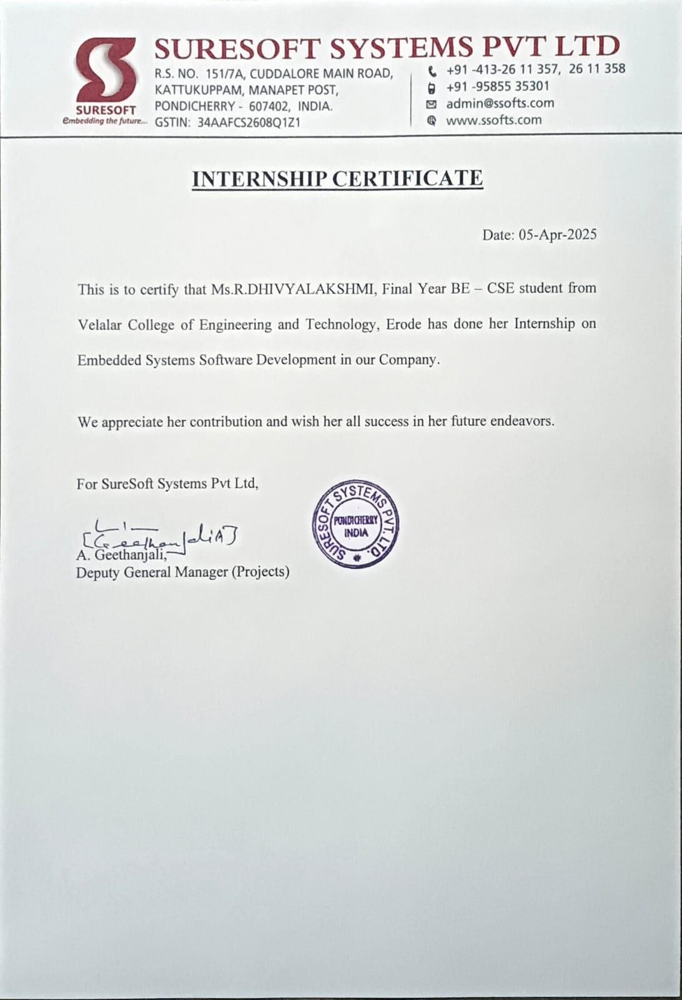 SURESOFT SYSTEMS PVT LTD
R.S. NO. 151/7A, CUDDALORE MAIN ROAD,
KATTUKUPPAM, MANAPET POST,
PONDICHERRY - 607402, INDIA.
GSTIN: 34AAFCS2608Q1Z1
+91 -413-26 11 357, 26 11 358
+91 -95855 35301
admin@ssofts.com
www.ssofts.com
SURESOFT
Embedding the future...
INTERNSHIP CERTIFICATE
Date: 05-Apr-2025
This is to certify that Ms.R.DHIVYALAKSHMI, Final Year BE – CSE student from
Velalar College of Engineering and Technology, Erode has done her Internship on
Embedded Systems Software Development in our Company.
We appreciate her contribution and wish her all success in her future endeavors.
For SureSoft Systems Pvt Ltd,
[GeethanjaliA]
A. Geethanjali,
Deputy General Manager (Projects)
SURESOFT SYSTEMS PVT. LTD.
PONDICHERRY
INDIA